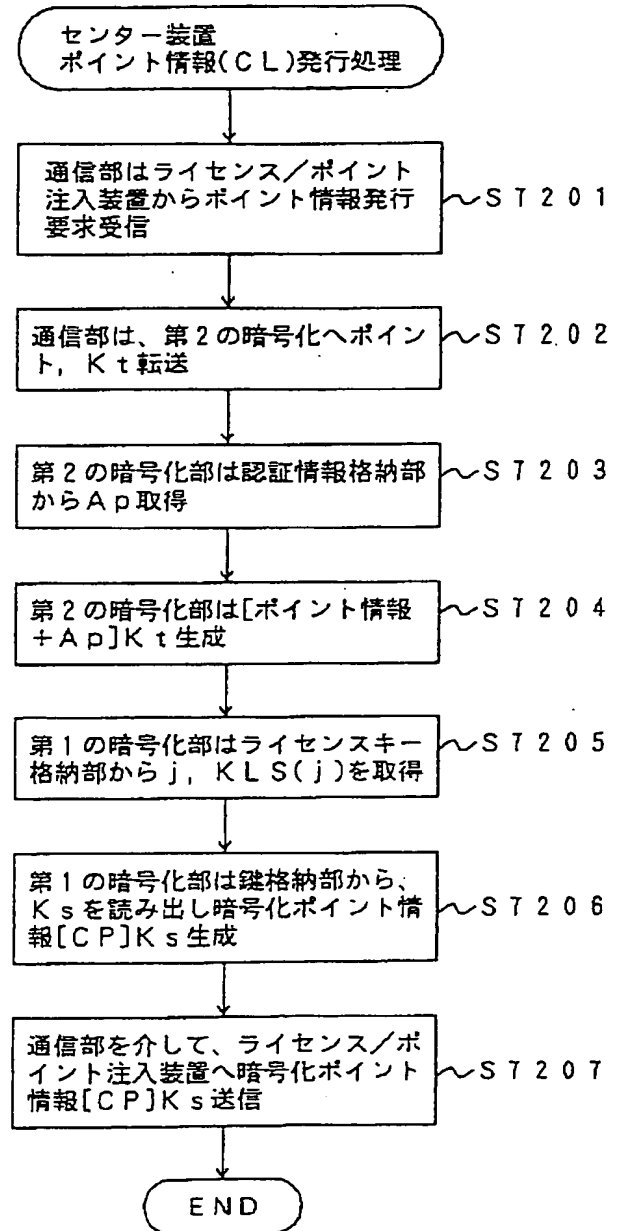 センター装置
ポイント情報(CL)発行処理
通信部はライセンス／ポイント
注入装置からポイント情報発行
要求受信
S7201
通信部は、第2の暗号化へポイン
ト，Kt転送
S7202
第2の暗号化部は認証情報格納部
からAp取得
S7203
第2の暗号化部は[ポイント情報
+Ap]Kt生成
S7204
第1の暗号化部はライセンスキー
格納部からj，KLS(j)を取得
S7205
第1の暗号化部は鍵格納部から、
Ksを読み出し暗号化ポイント情
報[CP]Ks生成
S7206
通信部を介して、ライセンス／ポ
イント注入装置へ暗号化ポイント
情報[CP]Ks送信
S7207
END